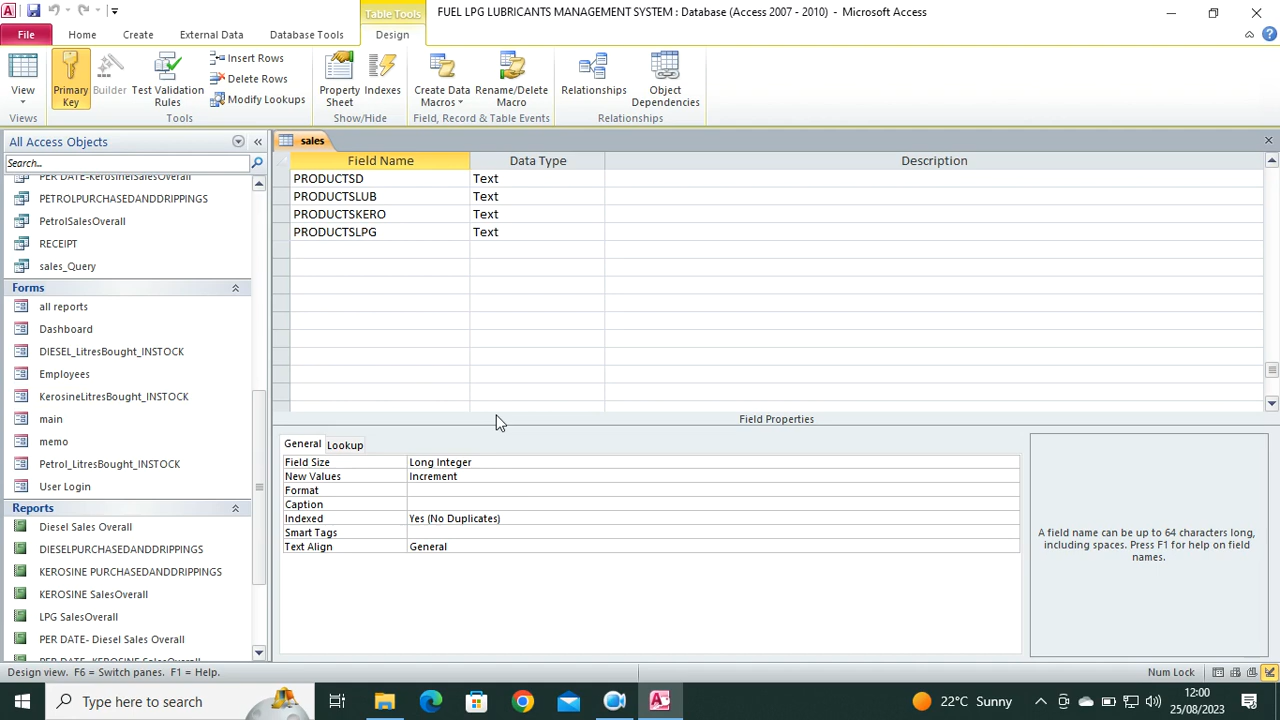 Table Tools
FUEL LPG LUBRICANTS MANAGEMENT SYSTEM : Database (Access 2007 - 2010) - Microsoft Access
File Home Create External Data Database Tools Design
View
Primary Key
Builder
Test Validation Rules
Insert Rows
Delete Rows
Modify Lookups
Property Sheet
Indexes
Create Data Macros
Rename/Delete Macro
Relationships
Object Dependencies
Views Tools Show/Hide Field, Record & Table Events Relationships
All Access Objects
Search...
PER DATE-KerosineISales
PETROLPURCHASEDANDDRIPPINGS
PetrolSalesOverall
RECEIPT
sales_Query
Forms
all reports
Dashboard
DIESEL_LitresBought_INSTOCK
Employees
KerosineLitresBought_INSTOCK
main
memo
Petrol_LitresBought_INSTOCK
User Login
Reports
Diesel Sales Overall
DIESELPURCHASEDANDDRIPPINGS
KEROSINE PURCHASEDANDDRIPPINGS
KEROSINE SalesOverall
LPG SalesOverall
PER DATE- Diesel Sales Overall
PER DATE- KEROSINE SalesOverall
sales
Field Name Data Type Description
PRODUCTSD Text
PRODUCTSLUB Text
PRODUCTSKERO Text
PRODUCTSLPG Text
Field Properties
General Lookup
Field Size Long Integer
New Values Increment
Format
Caption
Indexed Yes (No Duplicates)
Smart Tags
Text Align General
A field name can be up to 64 characters long,
including spaces. Press F1 for help on field
names.
Design view. F6 = Switch panes. F1 = Help.
Num Lock
Type here to search
22°C Sunny
12:00
25/08/2023